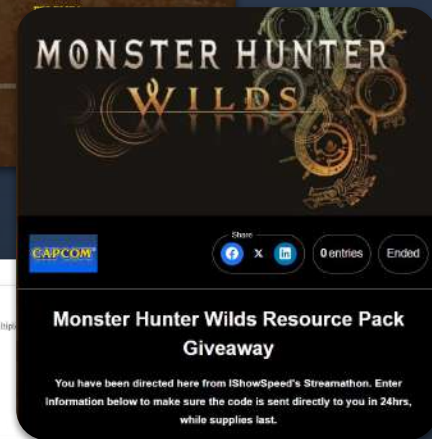 MONSTER HUNTER
WILDS
CAPCOM
Share
0 entries
Ended
Monster Hunter Wilds Resource Pack
Giveaway
You have been directed here from IShowSpeed's Streamathon. Enter
Information below to make sure the code is sent directly to you in 24hrs,
while supplies last.